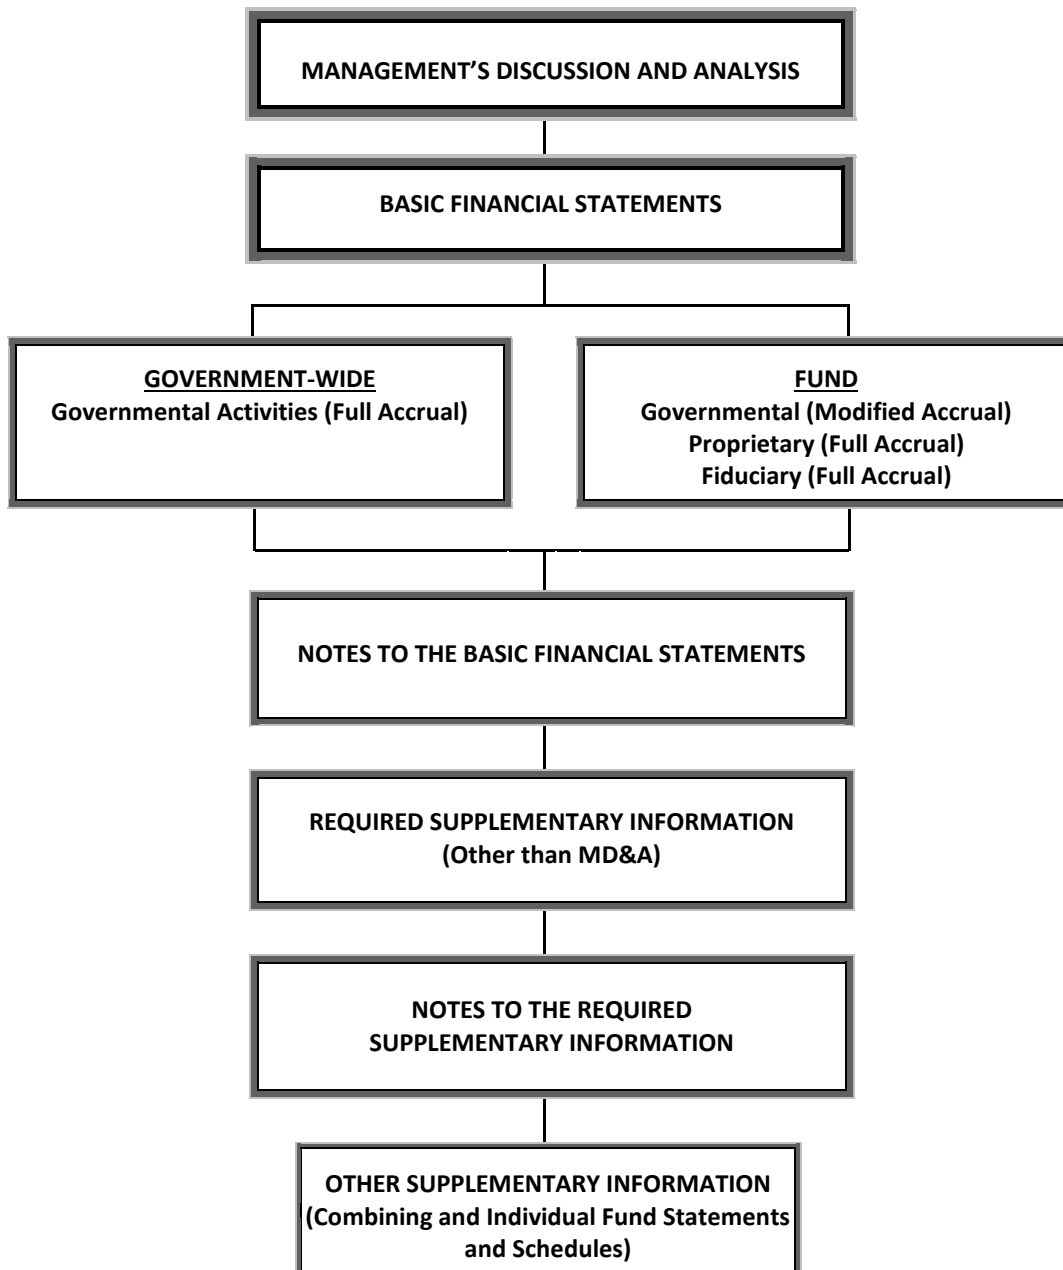 MANAGEMENT’S DISCUSSION AND ANALYSIS
BASIC FINANCIAL STATEMENTS
GOVERNMENT-WIDE
Governmental Activities (Full Accrual)
FUND
Governmental (Modified Accrual)
Proprietary (Full Accrual)
Fiduciary (Full Accrual)
NOTES TO THE BASIC FINANCIAL STATEMENTS
REQUIRED SUPPLEMENTARY INFORMATION
(Other than MD&A)
NOTES TO THE REQUIRED
SUPPLEMENTARY INFORMATION
OTHER SUPPLEMENTARY INFORMATION
(Combining and Individual Fund Statements
and Schedules)